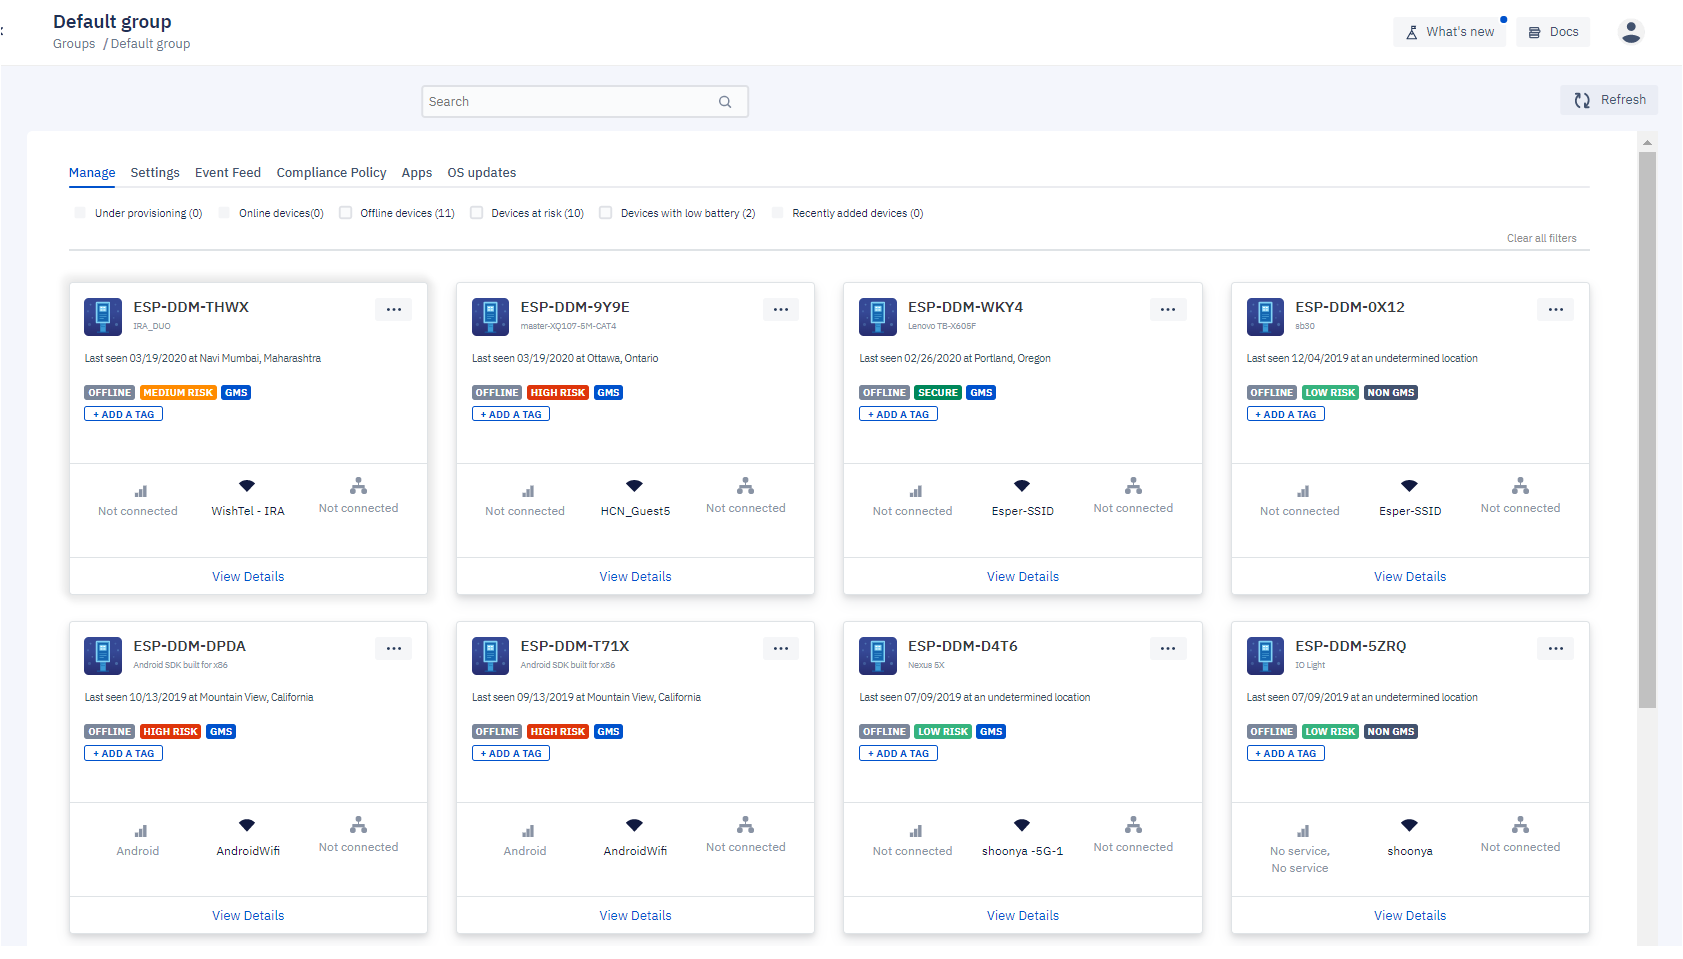 Default group
Groups / Default group
What's new
Docs
Search
Refresh
Manage Settings Event Feed Compliance Policy Apps OS updates
Under provisioning (0) Online devices(0) Offline devices (11) Devices at risk (10) Devices with low battery (2) Recently added devices (0)
Clear all filters
ESP-DDM-THWX
IRA_DUO
Last seen 03/19/2020 at Navi Mumbai, Maharashtra
OFFLINE MEDIUM RISK GMS
+ ADD A TAG
Not connected WishTel - IRA Not connected
View Details
ESP-DDM-9Y9E
master-XQ107-5M-CAT4
Last seen 03/19/2020 at Ottawa, Ontario
OFFLINE HIGH RISK GMS
+ ADD A TAG
Not connected HCN_Guest5 Not connected
View Details
ESP-DDM-WKY4
Lenovo TB-X605F
Last seen 02/26/2020 at Portland, Oregon
OFFLINE SECURE GMS
+ ADD A TAG
Not connected Esper-SSID Not connected
View Details
ESP-DDM-0X12
sb30
Last seen 12/04/2019 at an undetermined location
OFFLINE LOW RISK NON GMS
+ ADD A TAG
Not connected Esper-SSID Not connected
View Details
ESP-DDM-DPDA
Android SDK built for x86
Last seen 10/13/2019 at Mountain View, California
OFFLINE HIGH RISK GMS
+ ADD A TAG
Android AndroidWifi Not connected
View Details
ESP-DDM-T71X
Android SDK built for x86
Last seen 09/13/2019 at Mountain View, California
OFFLINE HIGH RISK GMS
+ ADD A TAG
Android AndroidWifi Not connected
View Details
ESP-DDM-D4T6
Nexus 5X
Last seen 07/09/2019 at an undetermined location
OFFLINE LOW RISK GMS
+ ADD A TAG
Not connected shoonya -5G-1 Not connected
View Details
ESP-DDM-5ZRQ
IO Light
Last seen 07/09/2019 at an undetermined location
OFFLINE LOW RISK NON GMS
+ ADD A TAG
No service, shoonya Not connected
No service
View Details